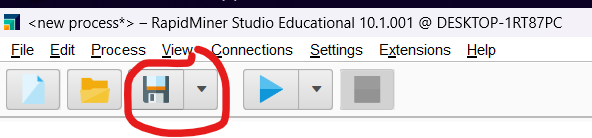 <new process*> – RapidMiner Studio Educational 10.1.001 @ DESKTOP-1RT87PC
File Edit Process View Connections Settings Extensions Help